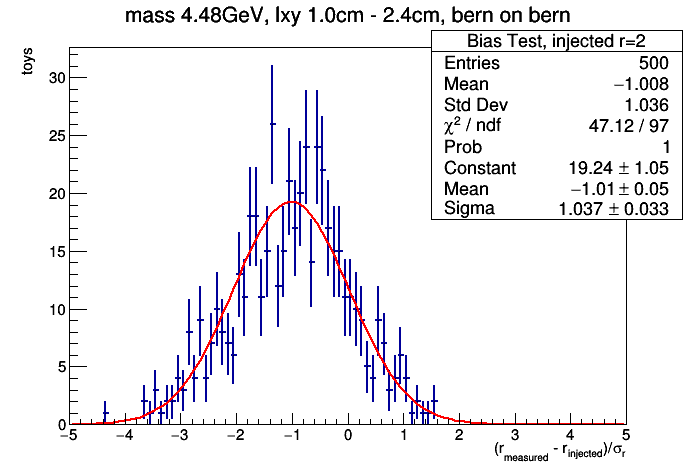 mass 4.48GeV, lxy 1.0cm - 2.4cm, bern on bern
Bias Test, injected r=2
Entries 500
Mean −1.008
Std Dev 1.036
χ² / ndf 47.12 / 97
Prob 1
Constant 19.24 ± 1.05
Mean −1.01 ± 0.05
Sigma 1.037 ± 0.033
toys
30
25
20
15
10
5
0
−5 −4 −3 −2 −1 0 1 2 3 4 5
(r_measured - r_injected)/σ_r